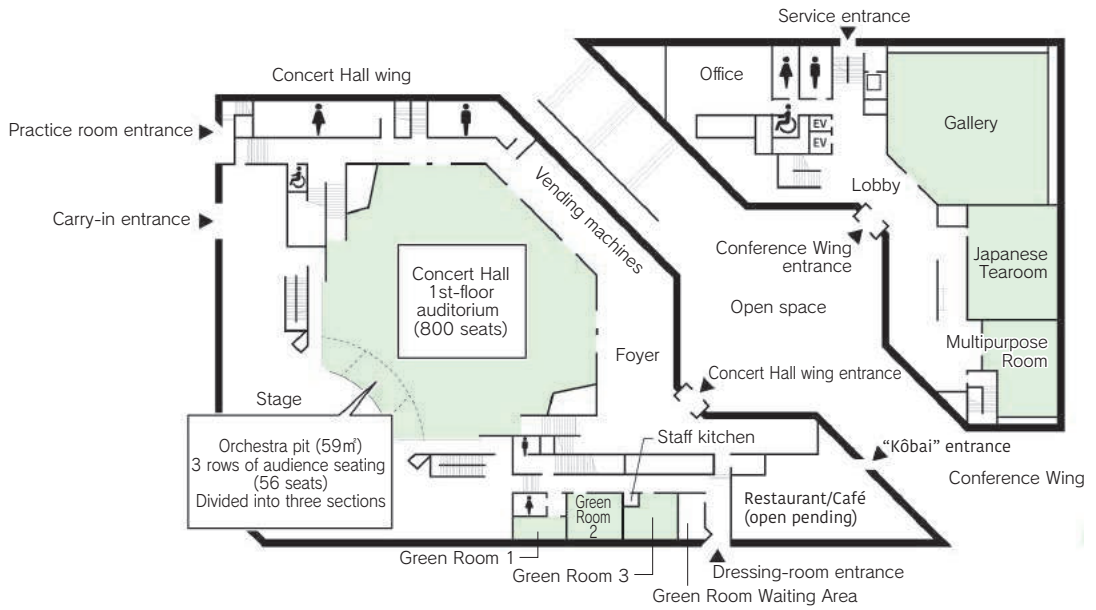 Service entrance
Concert Hall wing
Office
Practice room entrance
EV
EV
Gallery
Vending machines
Lobby
Carry-in entrance
Conference Wing
entrance
Japanese
Tearoom
Concert Hall
1st-floor
auditorium
(800 seats)
Open space
Multipurpose
Room
Foyer
Concert Hall wing entrance
Stage
Orchestra pit (59㎡)
3 rows of audience seating
(56 seats)
Divided into three sections
Staff kitchen
“Kôbai” entrance
Conference Wing
Restaurant/Café
(open pending)
Green
Room
2
Green Room 1
Green Room 3
Dressing-room entrance
Green Room Waiting Area